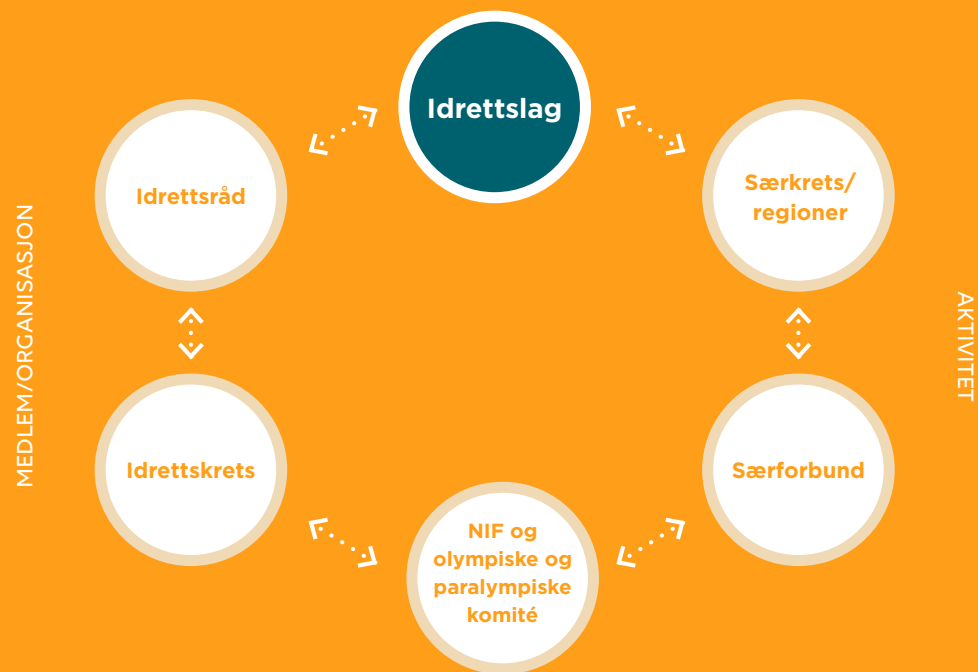 Idrettslag
Idrettsråd
Særkrets/
regioner
MEDLEM/ORGANISASJON
AKTIVITET
Idrettskrets
Særforbund
NIF og
olympiske og
paralympiske
komité